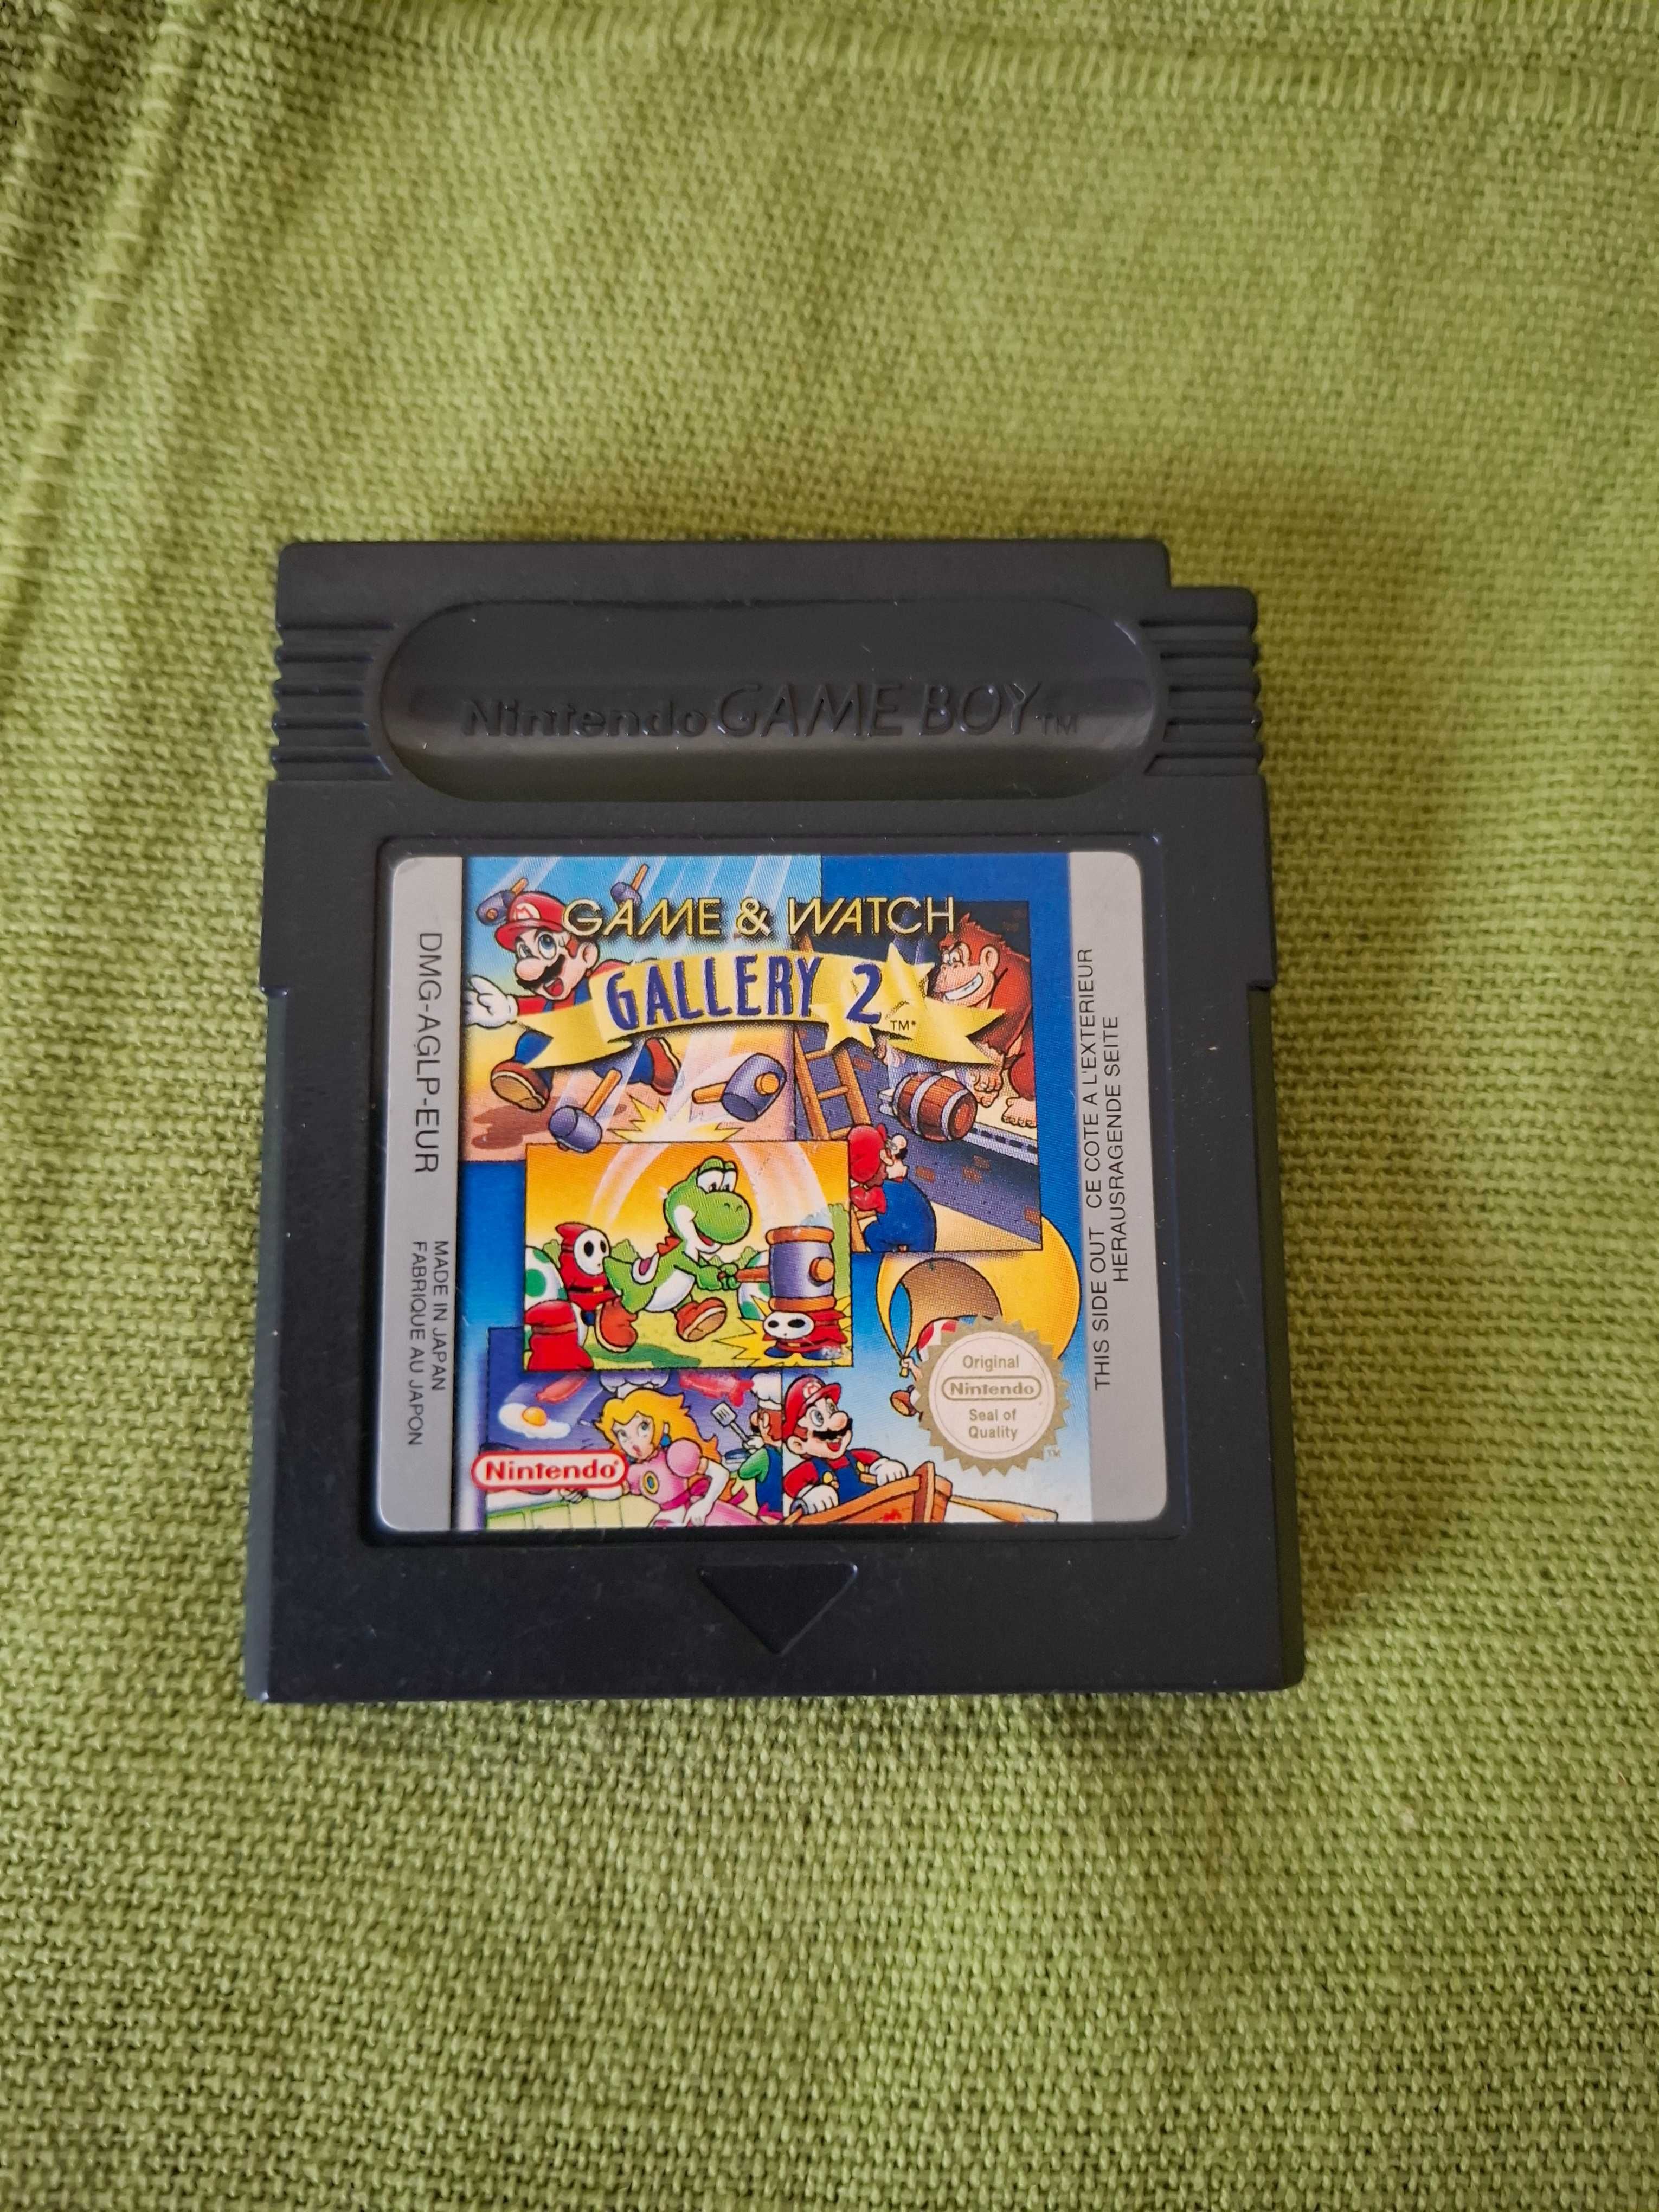 Nintendo GAME BOY TM
GAME & WATCH
GALLERY 2 TM*
DMG-AGLP-EUR
MADE IN JAPAN
FABRIQUE AU JAPON
THIS SIDE OUT CE COTE A L'EXTERIEUR
HERAUSRAGENDE SEITE
Original
Nintendo
Seal of
Quality
TM
Nintendo®